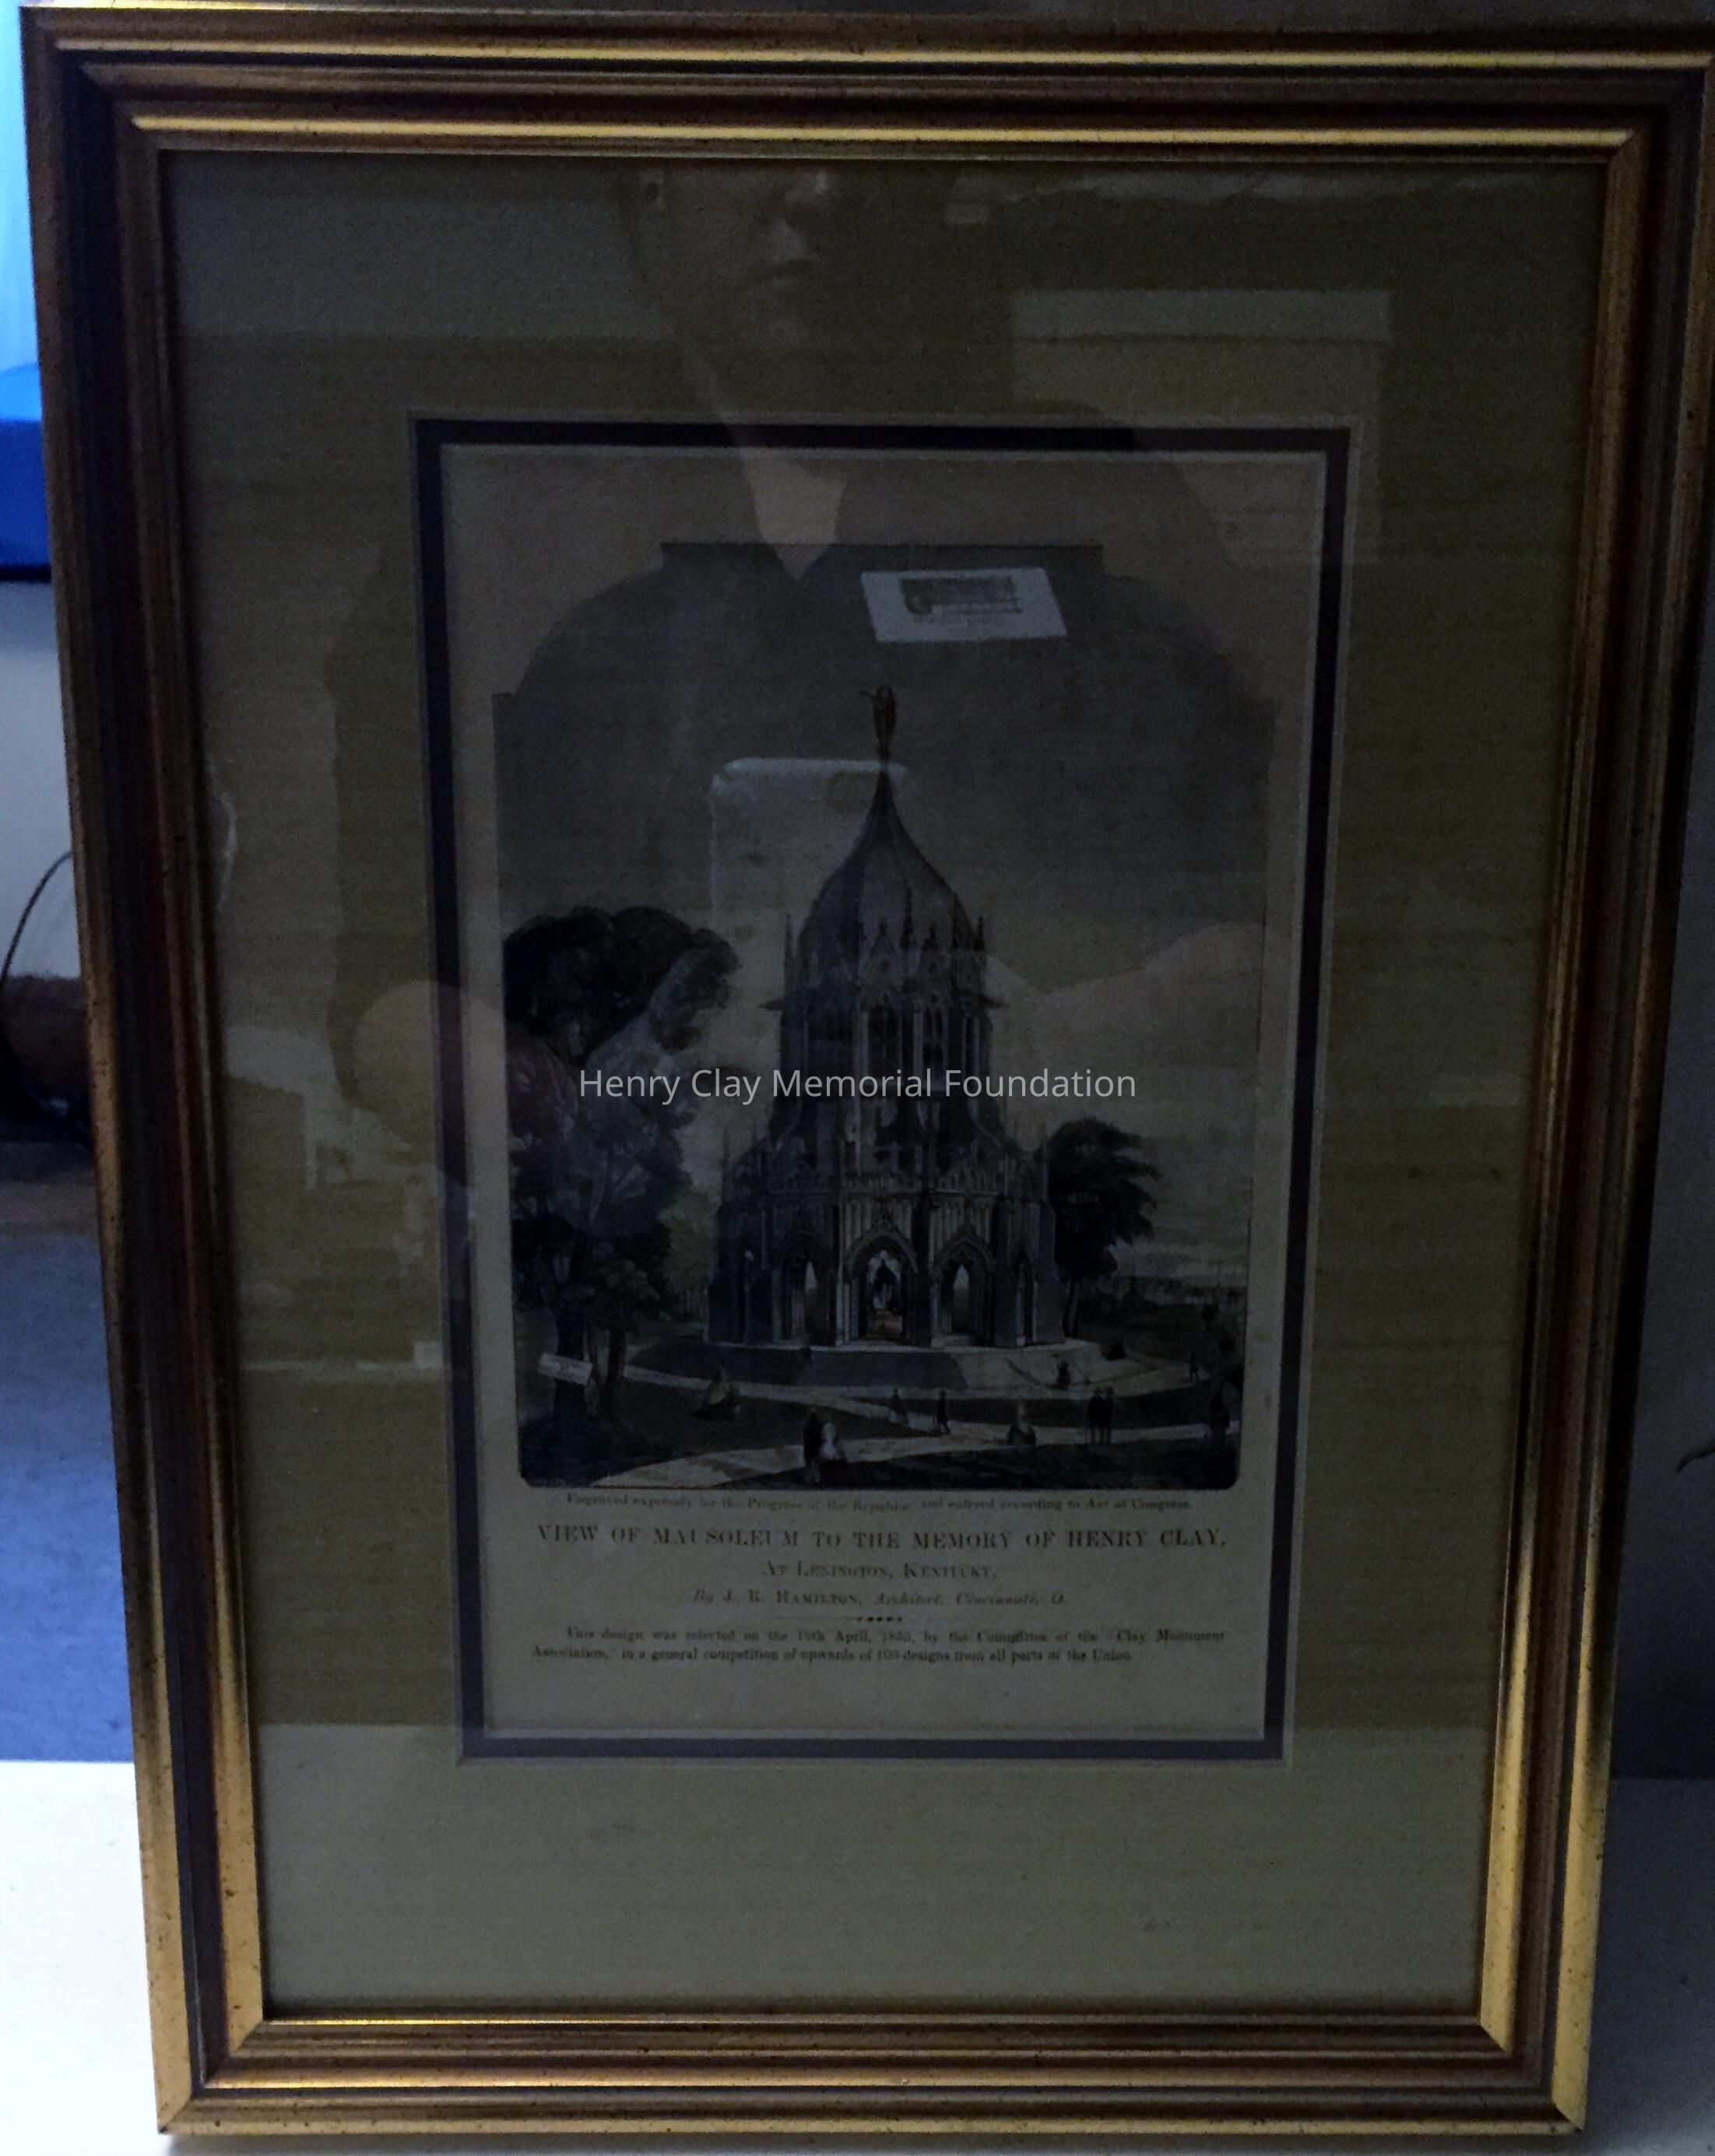 Henry Clay Memorial Foundation
Engraved expressly for the Progress of the Republic, and entered according to Act of Congress.
VIEW OF MAUSOLEUM TO THE MEMORY OF HENRY CLAY,
AT LEXINGTON, KENTUCKY,
By J. R. HAMILTON, Architect, Cincinnati, O.
This design was selected on the April, by the Committee of the "Clay Monument
Association," in a general competition of upwards of 100 designs from all parts of the Union